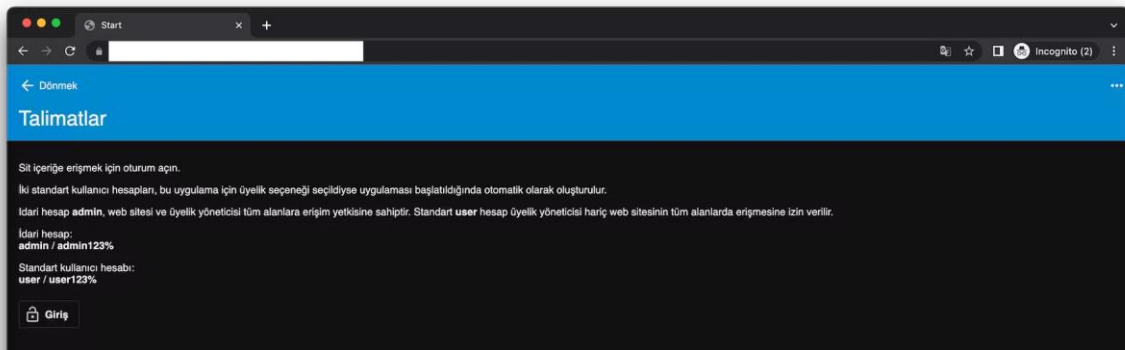 Start
Incognito (2)
Dönmek
Talimatlar
Sit içeriğe erişmek için oturum açın.
İki standart kullanıcı hesapları, bu uygulama için üyelik seçeneği seçildiyse uygulaması başlatıldığında otomatik olarak oluşturulur.
Idari hesap admin, web sitesi ve üyelik yöneticisi tüm alanlara erişim yetkisine sahiptir. Standart user hesap üyelik yöneticisi hariç web sitesinin tüm alanlarda erişmesine izin verilir.
İdari hesap:
admin / admin123%
Standart kullanıcı hesabı:
user / user123%
Giriş